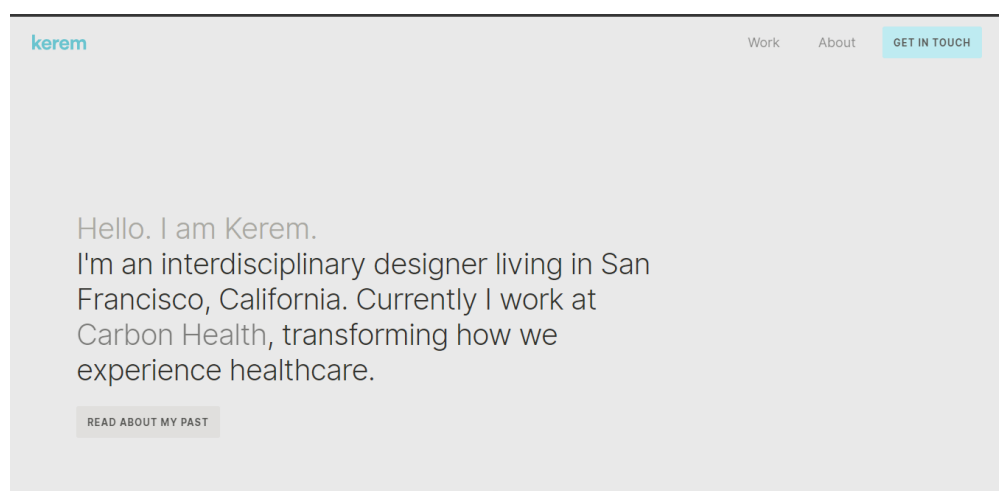 kerem
Work
About
GET IN TOUCH
Hello. I am Kerem.
I'm an interdisciplinary designer living in San
Francisco, California. Currently I work at
Carbon Health, transforming how we
experience healthcare.
READ ABOUT MY PAST